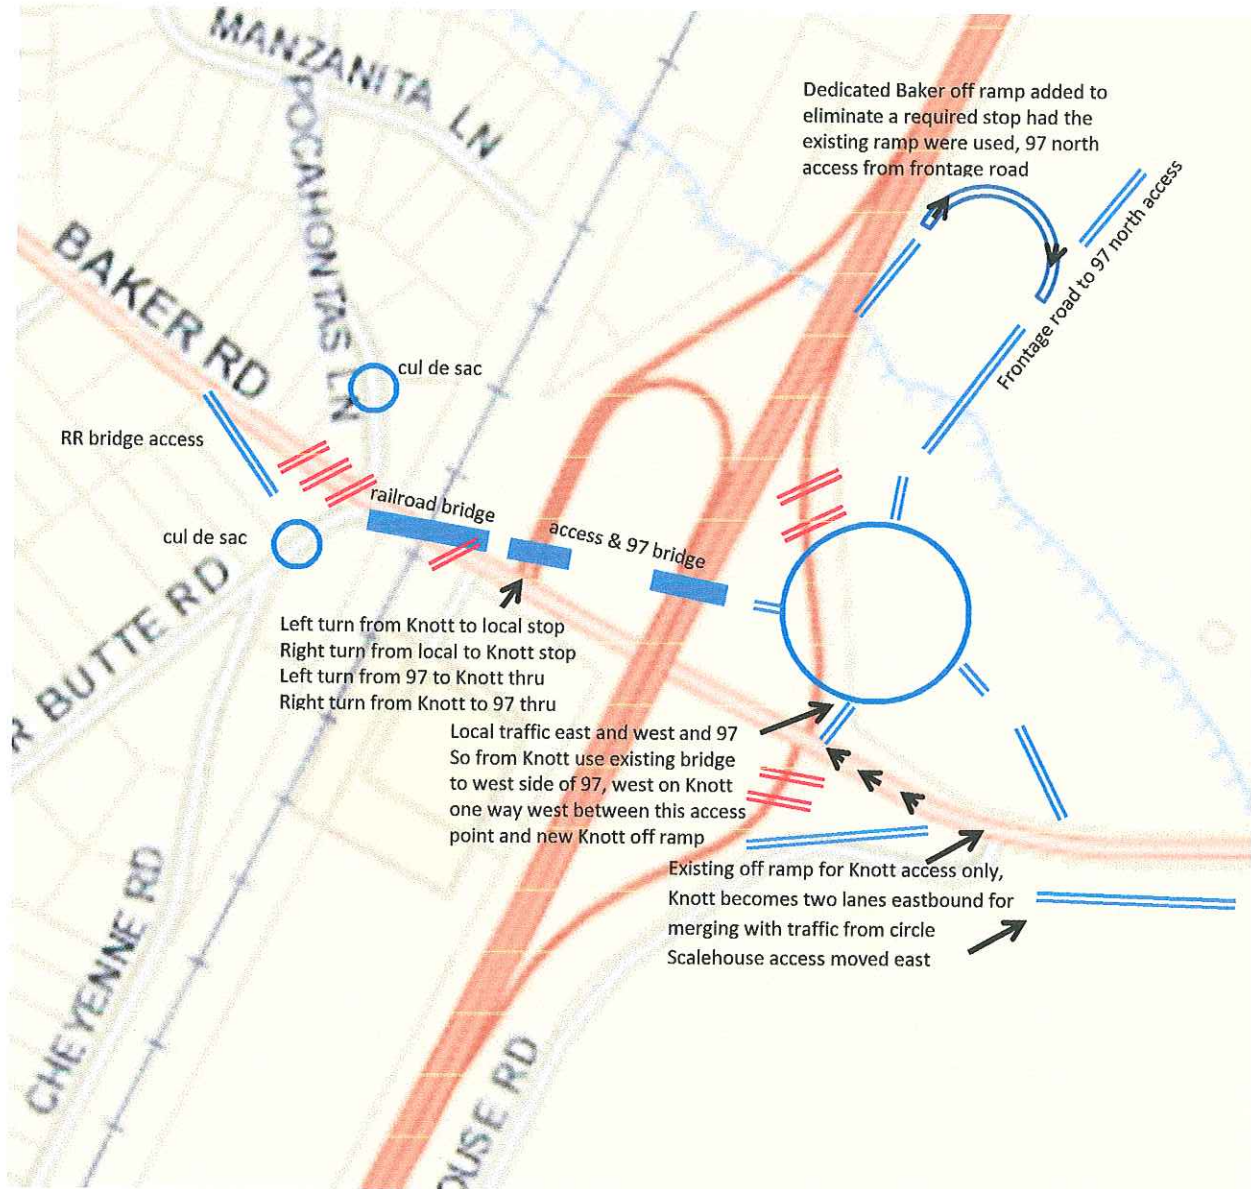 MANZANITA LN
POCAHONTAS LN
BAKER RD
Dedicated Baker off ramp added to
eliminate a required stop had the
existing ramp were used, 97 north
access from frontage road
Frontage road to 97 north access
cul de sac
RR bridge access
railroad bridge
access & 97 bridge
cul de sac
R BUTTE RD
Left turn from Knott to local stop
Right turn from local to Knott stop
Left turn from 97 to Knott thru
Right turn from Knott to 97 thru
Local traffic east and west and 97
So from Knott use existing bridge
to west side of 97, west on Knott
one way west between this access
point and new Knott off ramp
Existing off ramp for Knott access only,
Knott becomes two lanes eastbound for
merging with traffic from circle
Scalehouse access moved east
CHEYENNE RD
OUSE RD